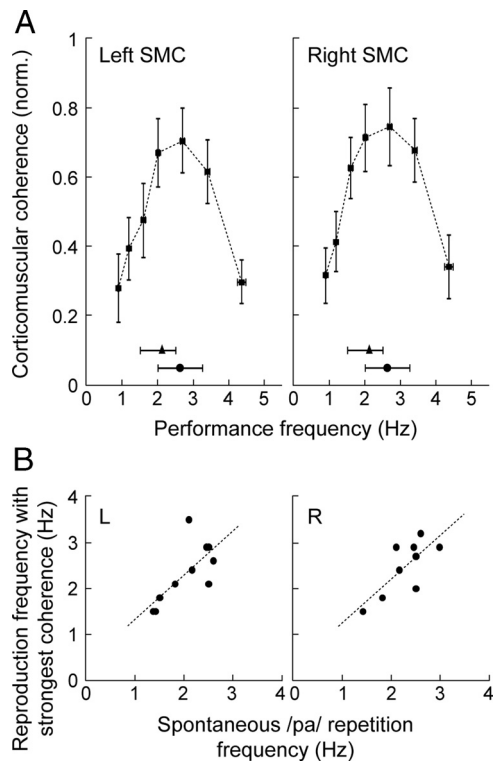 A
Left SMC
Right SMC
Corticomuscular coherence (norm.)
1
0.8
0.6
0.4
0.2
0
0 1 2 3 4 5
0 1 2 3 4 5
Performance frequency (Hz)
B
L
R
Reproduction frequency with
strongest coherence (Hz)
4
3
2
1
0
0 1 2 3 4
0 1 2 3 4
Spontaneous /pa/ repetition
frequency (Hz)